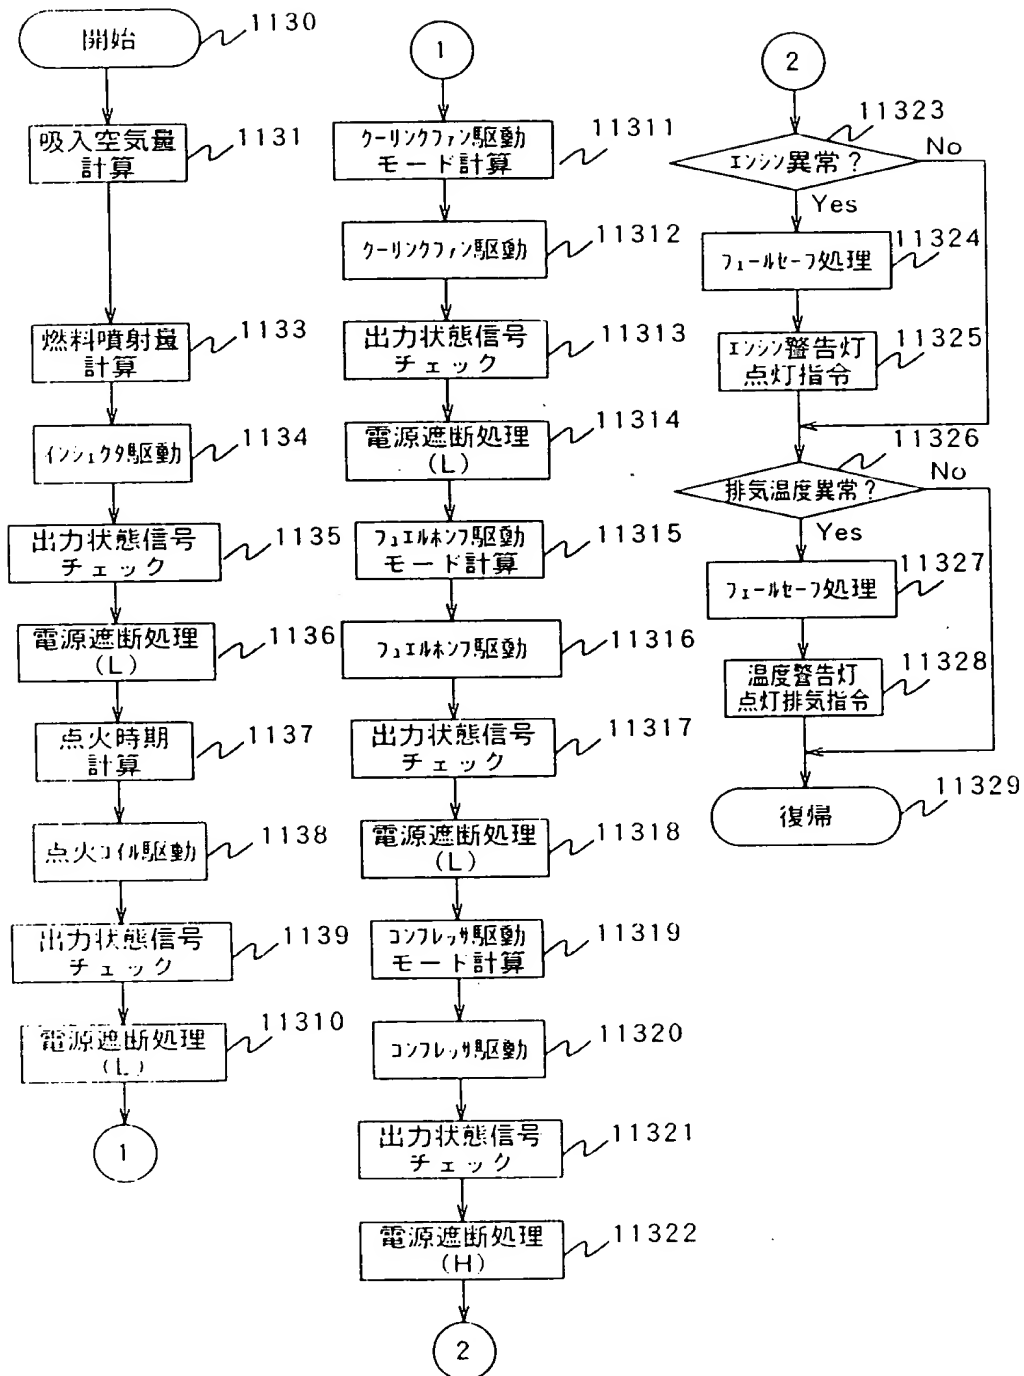 開始
1130
吸入空気量
計算
1131
燃料噴射量
計算
1133
インジェクタ駆動
1134
出力状態信号
チェック
1135
電源遮断処理
(L)
1136
点火時期
計算
1137
点火コイル駆動
1138
出力状態信号
チェック
1139
電源遮断処理
(L)
11310
1
1
クーリングファン駆動
モード計算
11311
クーリングファン駆動
11312
出力状態信号
チェック
11313
電源遮断処理
(L)
11314
フュエルポンプ駆動
モード計算
11315
フュエルポンプ駆動
11316
出力状態信号
チェック
11317
電源遮断処理
(L)
11318
コンプレッサ駆動
モード計算
11319
コンプレッサ駆動
11320
出力状態信号
チェック
11321
電源遮断処理
(H)
11322
2
2
11323
エンジン異常?
No
Yes
フェールセーフ処理
11324
エンジン警告灯
点灯指令
11325
11326
排気温度異常?
No
Yes
フェールセーフ処理
11327
温度警告灯
点灯排気指令
11328
復帰
11329